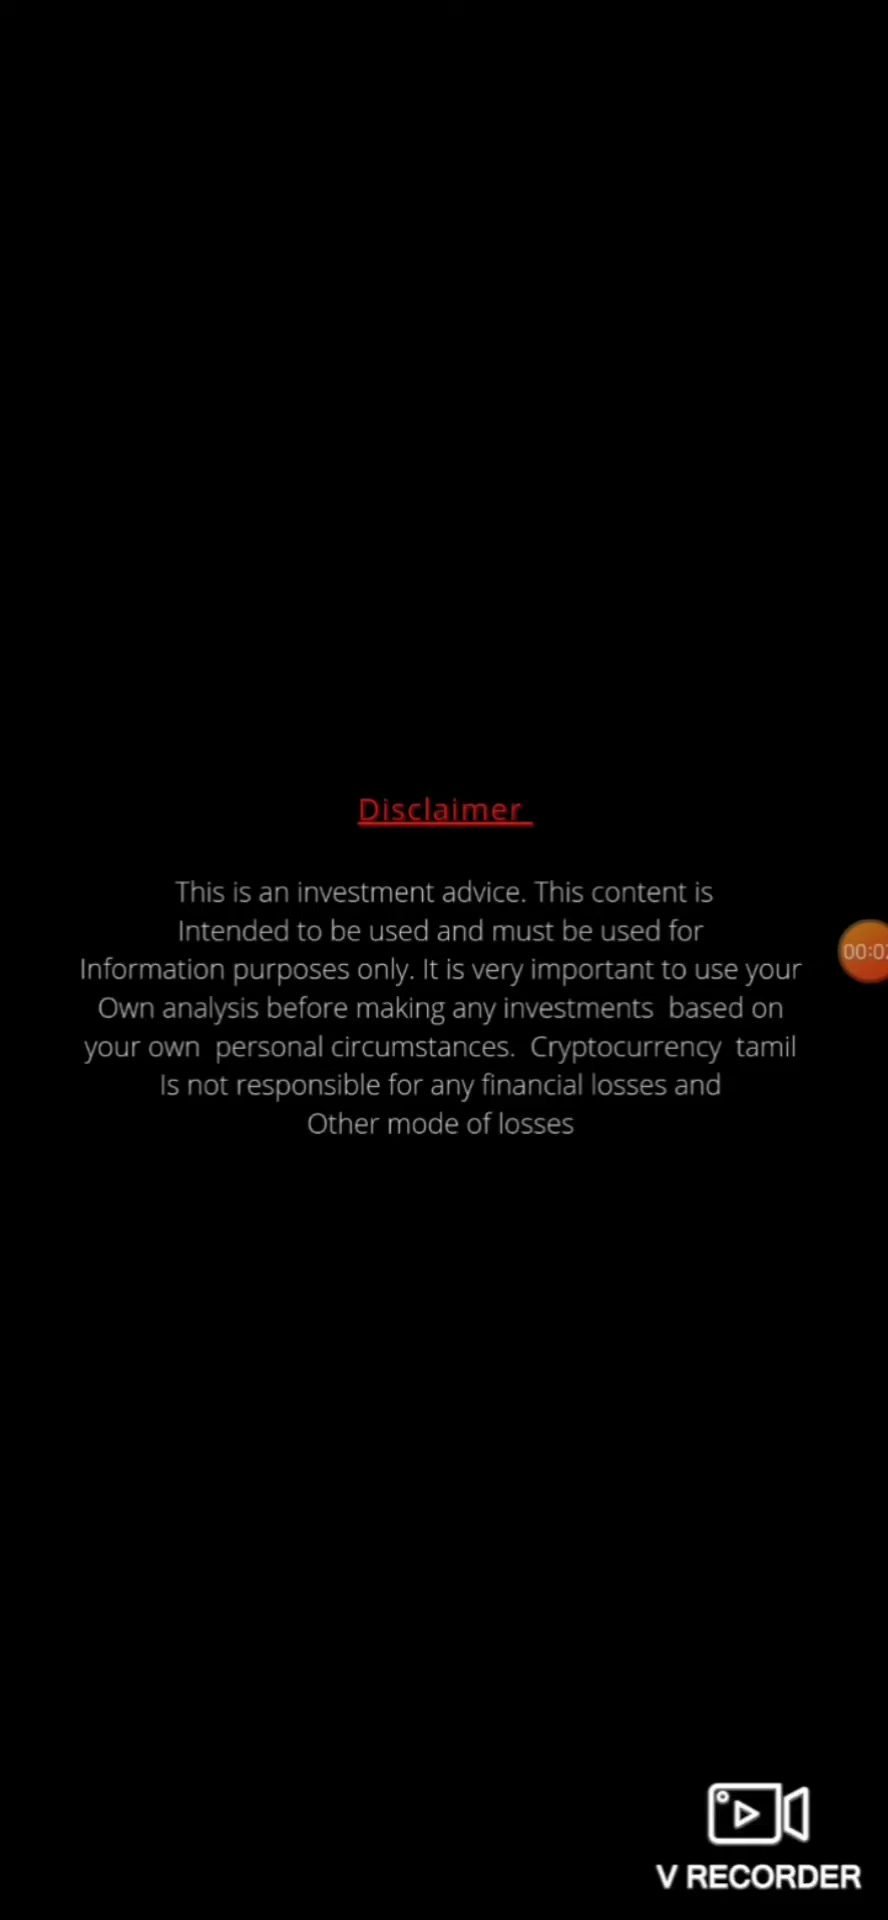 Disclaimer
This is an investment advice. This content is
Intended to be used and must be used for
Information purposes only. It is very important to use your
Own analysis before making any investments based on
your own personal circumstances. Cryptocurrency tamil
Is not responsible for any financial losses and
Other mode of losses
V RECORDER